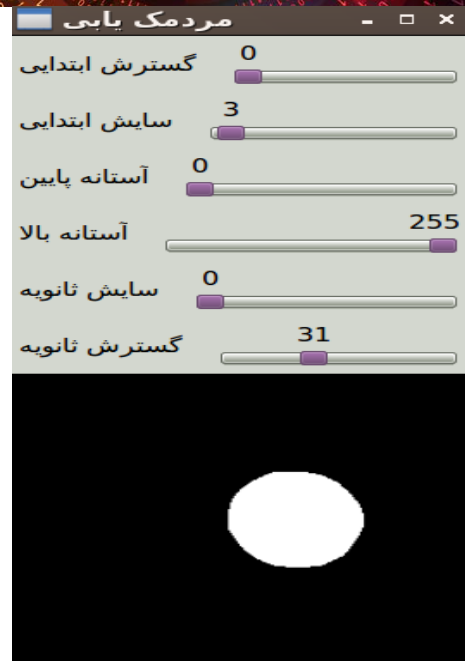 مردمک یابی
گسترش ابتدایی 0
سایش ابتدایی 3
آستانه پایین 0
آستانه بالا 255
سایش ثانویه 0
گسترش ثانویه 31